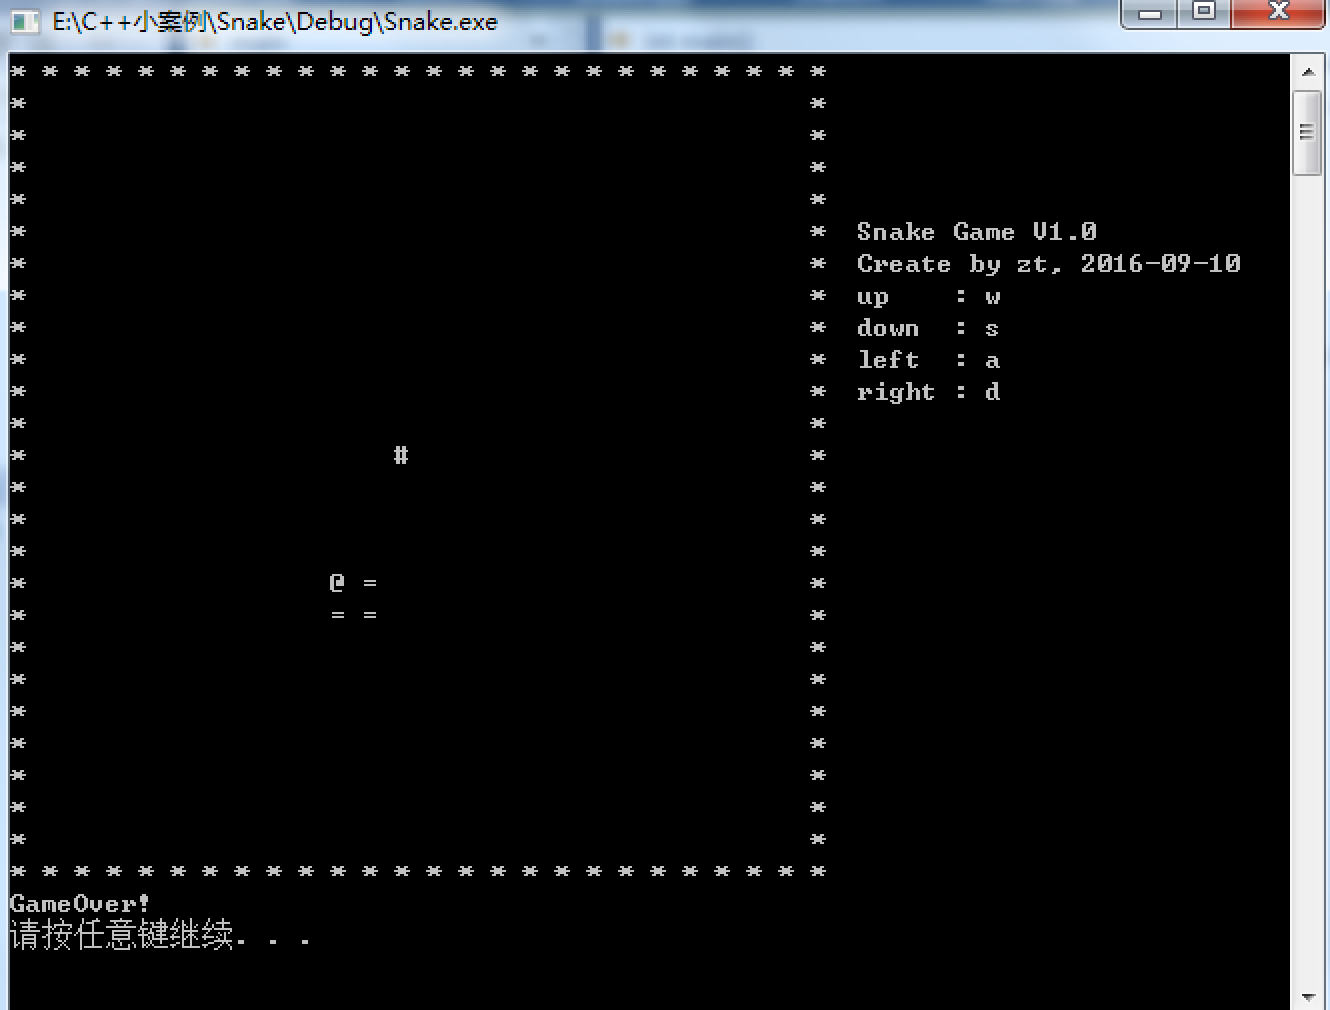 E:\C++小案例\Snake\Debug\Snake.exe
* * * * * * * * * * * * * * * * * * * * * * * * * *
*                                                 *
*                                                 *
*                                                 *
*                                                 *
*                                                 *  Snake Game V1.0
*                                                 *  Create by zt, 2016-09-10
*                                                 *  up    : w
*                                                 *  down  : s
*                                                 *  left  : a
*                                                 *  right : d
*                                                 *
*                       #                         *
*                                                 *
*                                                 *
*                                                 *
*                   @ =                           *
*                   = =                           *
*                                                 *
*                                                 *
*                                                 *
*                                                 *
*                                                 *
*                                                 *
*                                                 *
* * * * * * * * * * * * * * * * * * * * * * * * * *
GameOver!
请按任意键继续. . .